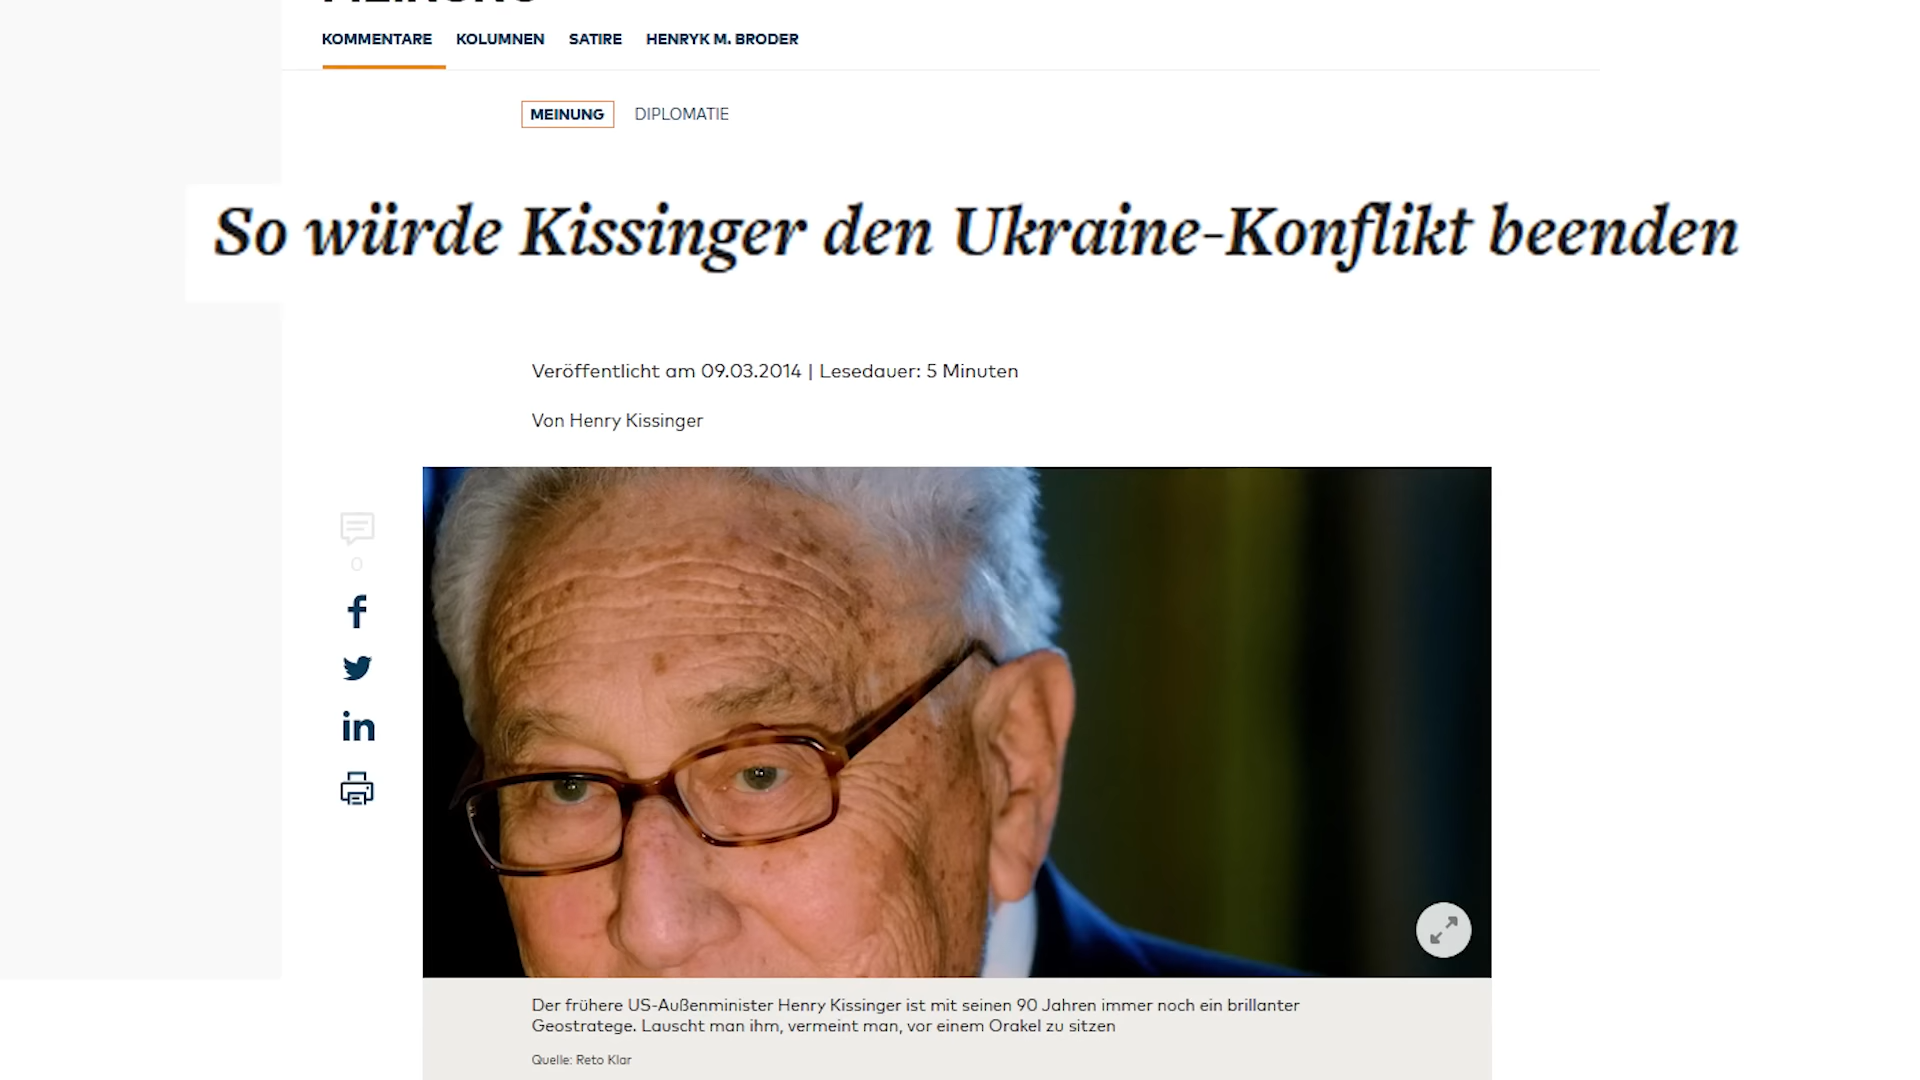 KOMMENTARE KOLUMNEN SATIRE HENRYK M. BRODER
MEINUNG DIPLOMATIE
So würde Kissinger den Ukraine-Konflikt beenden
Veröffentlicht am 09.03.2014 | Lesedauer: 5 Minuten
Von Henry Kissinger
0
Der frühere US-Außenminister Henry Kissinger ist mit seinen 90 Jahren immer noch ein brillanter
Geostratege. Lauscht man ihm, vermeint man, vor einem Orakel zu sitzen
Quelle: Reto Klar